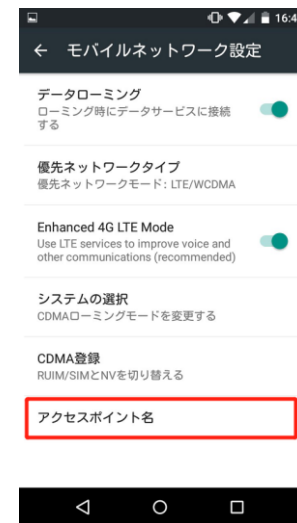 16:4
モバイルネットワーク設定
データローミング
ローミング時にデータサービスに接続
する
優先ネットワークタイプ
優先ネットワークモード: LTE/WCDMA
Enhanced 4G LTE Mode
Use LTE services to improve voice and
other communications (recommended)
システムの選択
CDMAローミングモードを変更する
CDMA登録
RUIM/SIMとNVを切り替える
アクセスポイント名